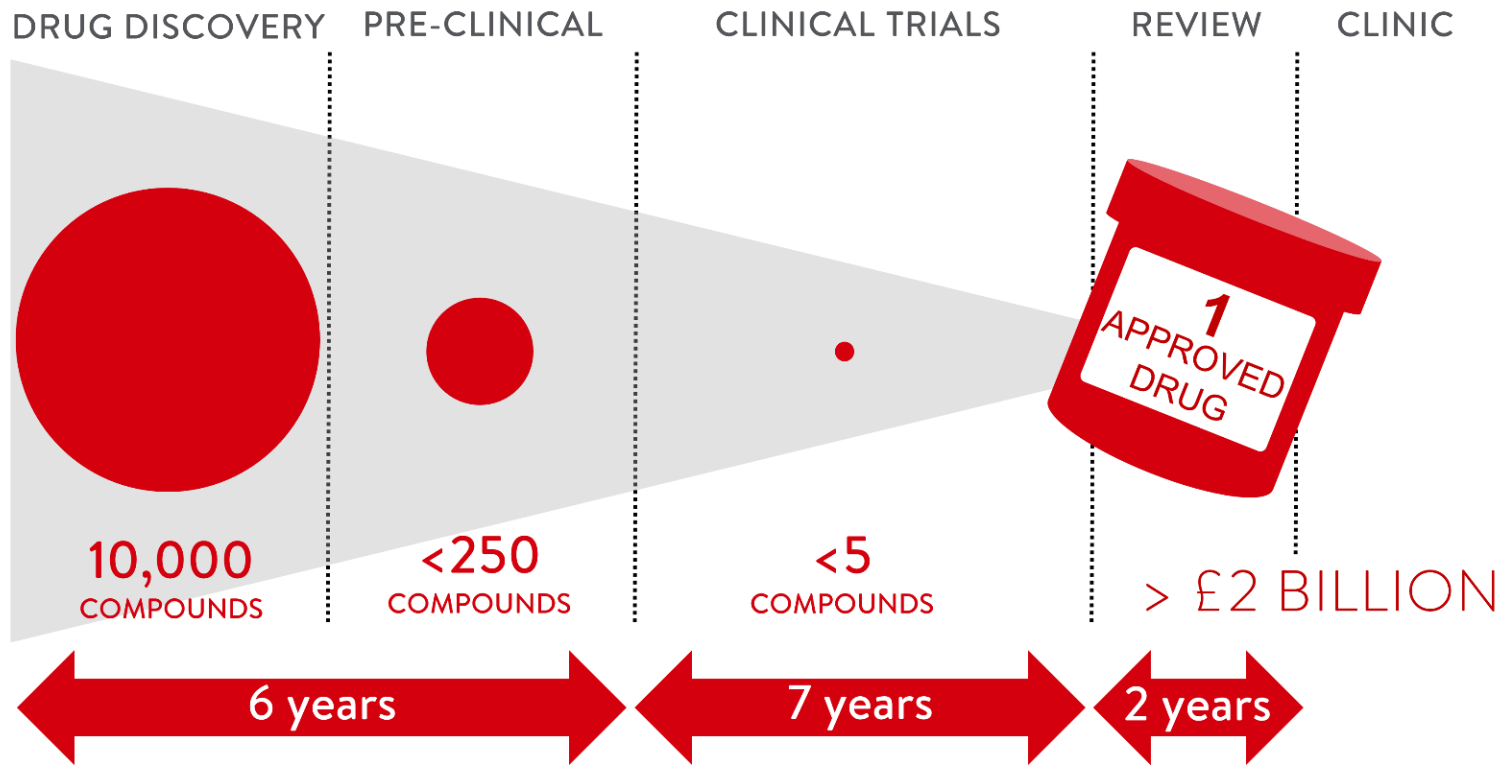 DRUG DISCOVERY
PRE-CLINICAL
CLINICAL TRIALS
REVIEW
CLINIC
1
APPROVED
DRUG
10,000
COMPOUNDS
<250
COMPOUNDS
<5
COMPOUNDS
> £2 BILLION
6 years
7 years
2 years